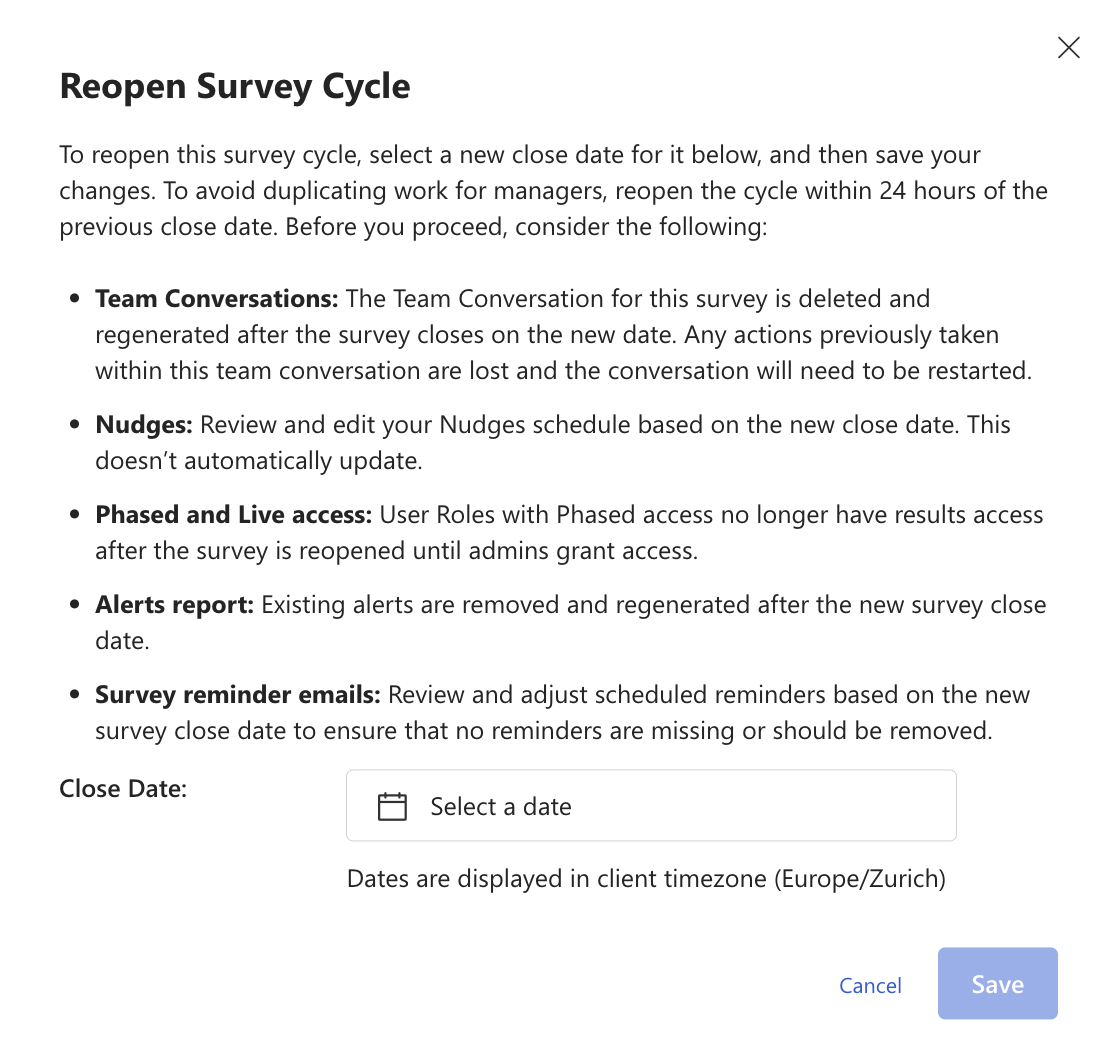 Reopen Survey Cycle
To reopen this survey cycle, select a new close date for it below, and then save your
changes. To avoid duplicating work for managers, reopen the cycle within 24 hours of the
previous close date. Before you proceed, consider the following:
• Team Conversations: The Team Conversation for this survey is deleted and
regenerated after the survey closes on the new date. Any actions previously taken
within this team conversation are lost and the conversation will need to be restarted.
• Nudges: Review and edit your Nudges schedule based on the new close date. This
doesn’t automatically update.
• Phased and Live access: User Roles with Phased access no longer have results access
after the survey is reopened until admins grant access.
• Alerts report: Existing alerts are removed and regenerated after the new survey close
date.
• Survey reminder emails: Review and adjust scheduled reminders based on the new
survey close date to ensure that no reminders are missing or should be removed.
Close Date:
Select a date
Dates are displayed in client timezone (Europe/Zurich)
Cancel
Save